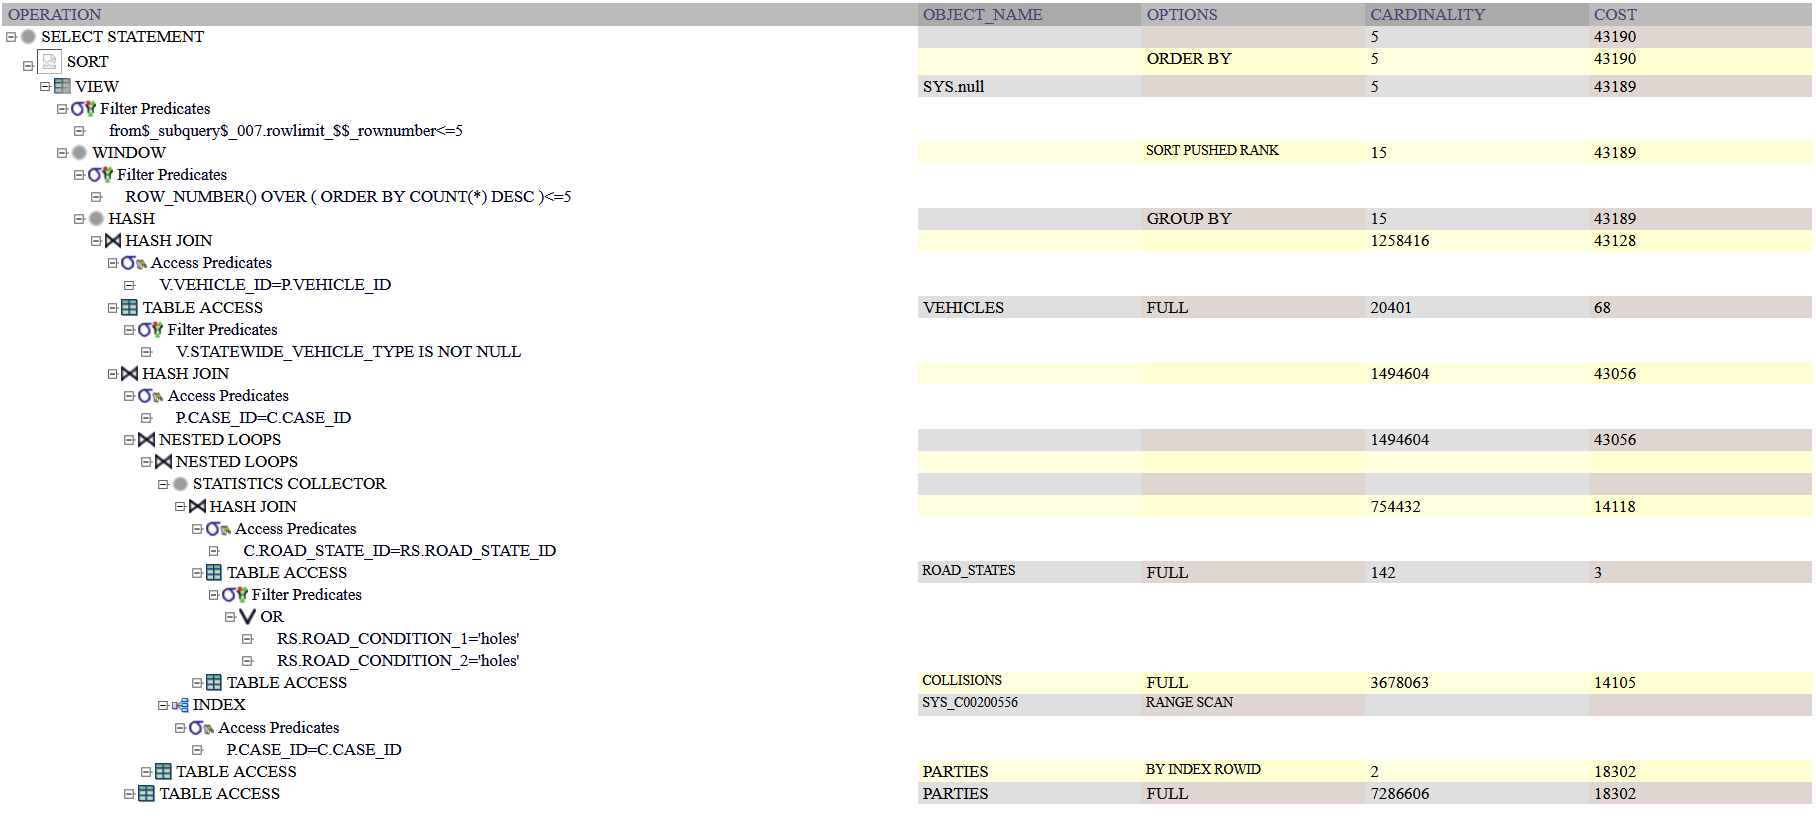 OPERATION OBJECT_NAME OPTIONS CARDINALITY COST
SELECT STATEMENT 5 43190
SORT ORDER BY 5 43190
VIEW SYS.null 5 43189
Filter Predicates
from$_subquery$_007.rowlimit_$$_rownumber<=5
WINDOW SORT PUSHED RANK 15 43189
Filter Predicates
ROW_NUMBER() OVER ( ORDER BY COUNT(*) DESC )<=5
HASH GROUP BY 15 43189
HASH JOIN 1258416 43128
Access Predicates
V.VEHICLE_ID=P.VEHICLE_ID
TABLE ACCESS VEHICLES FULL 20401 68
Filter Predicates
V.STATEWIDE_VEHICLE_TYPE IS NOT NULL
HASH JOIN 1494604 43056
Access Predicates
P.CASE_ID=C.CASE_ID
NESTED LOOPS 1494604 43056
NESTED LOOPS
STATISTICS COLLECTOR
HASH JOIN 754432 14118
Access Predicates
C.ROAD_STATE_ID=RS.ROAD_STATE_ID
TABLE ACCESS ROAD_STATES FULL 142 3
Filter Predicates
OR
RS.ROAD_CONDITION_1='holes'
RS.ROAD_CONDITION_2='holes'
TABLE ACCESS COLLISIONS FULL 3678063 14105
INDEX SYS_C00200556 RANGE SCAN
Access Predicates
P.CASE_ID=C.CASE_ID
TABLE ACCESS PARTIES BY INDEX ROWID 2 18302
TABLE ACCESS PARTIES FULL 7286606 18302